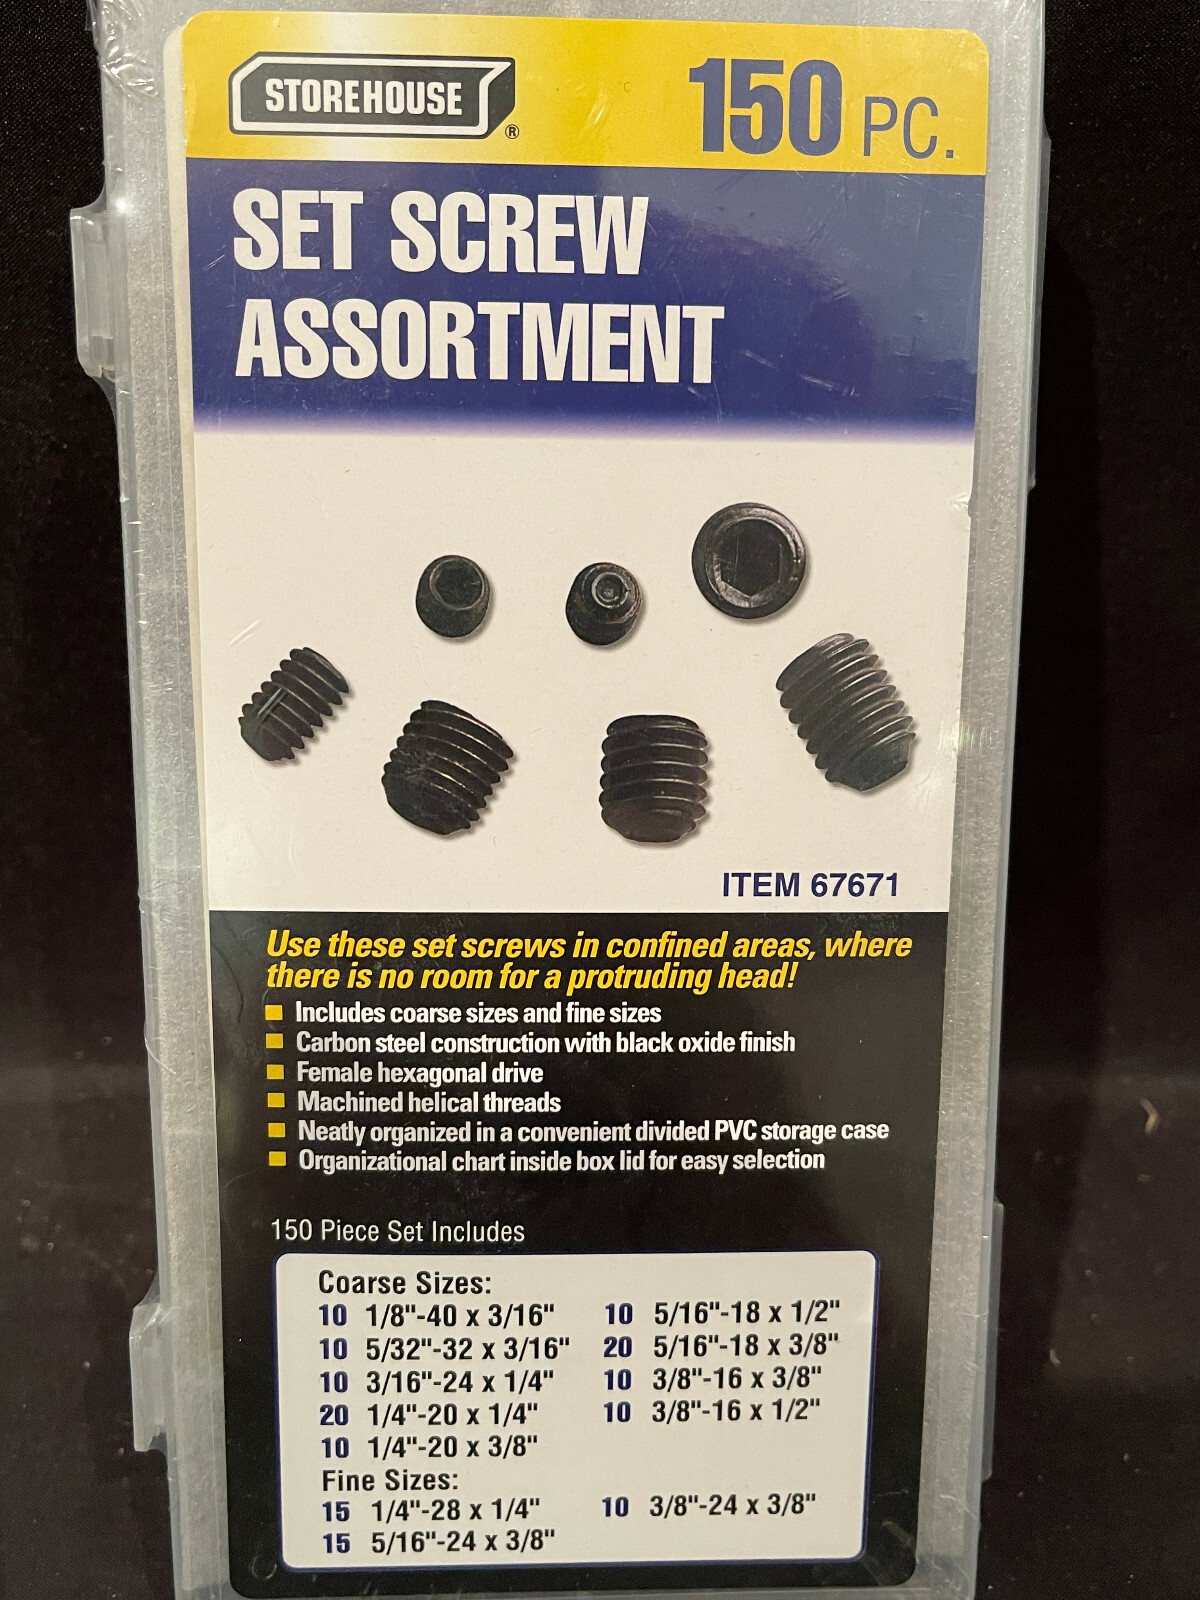 STOREHOUSE
®
150 PC.
SET SCREW
ASSORTMENT
ITEM 67671
Use these set screws in confined areas, where
there is no room for a protruding head!
Includes coarse sizes and fine sizes
Carbon steel construction with black oxide finish
Female hexagonal drive
Machined helical threads
Neatly organized in a convenient divided PVC storage case
Organizational chart inside box lid for easy selection
150 Piece Set Includes
Coarse Sizes:
10 1/8"-40 x 3/16"
10 5/32"-32 x 3/16"
10 3/16"-24 x 1/4"
20 1/4"-20 x 1/4"
10 1/4"-20 x 3/8"
10 5/16"-18 x 1/2"
20 5/16"-18 x 3/8"
10 3/8"-16 x 3/8"
10 3/8"-16 x 1/2"
Fine Sizes:
15 1/4"-28 x 1/4"
15 5/16"-24 x 3/8"
10 3/8"-24 x 3/8"